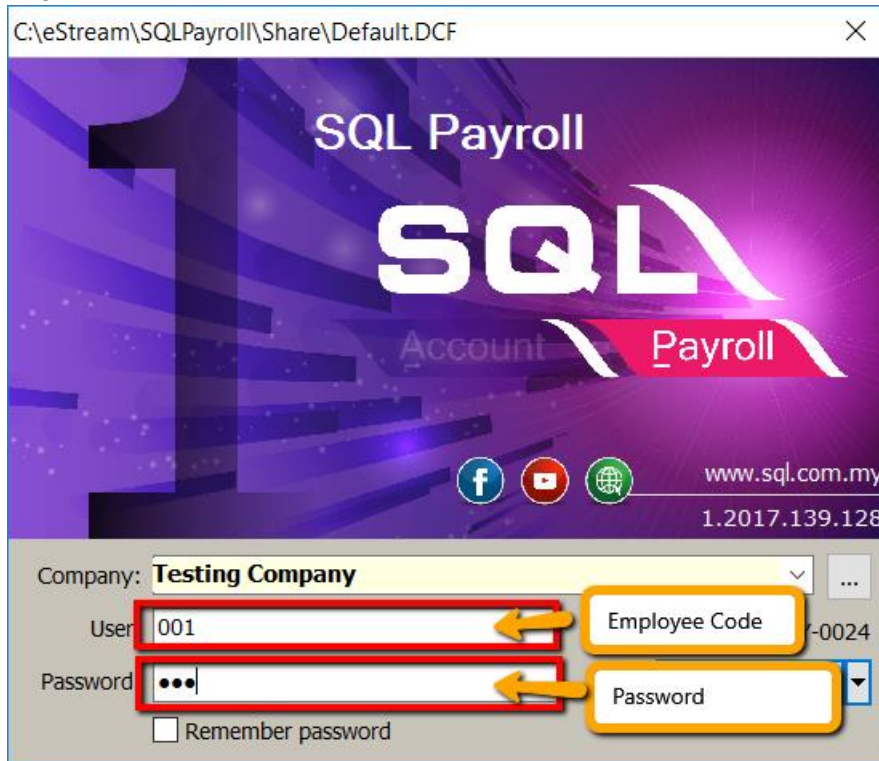 C:\eStream\SQLPayroll\Share\Default.DCF
SQL Payroll
SQL
Account Payroll
www.sql.com.my
1.2017.139.128
Company: Testing Company ...
User 001 Employee Code -0024
Password ●●● Password
Remember password